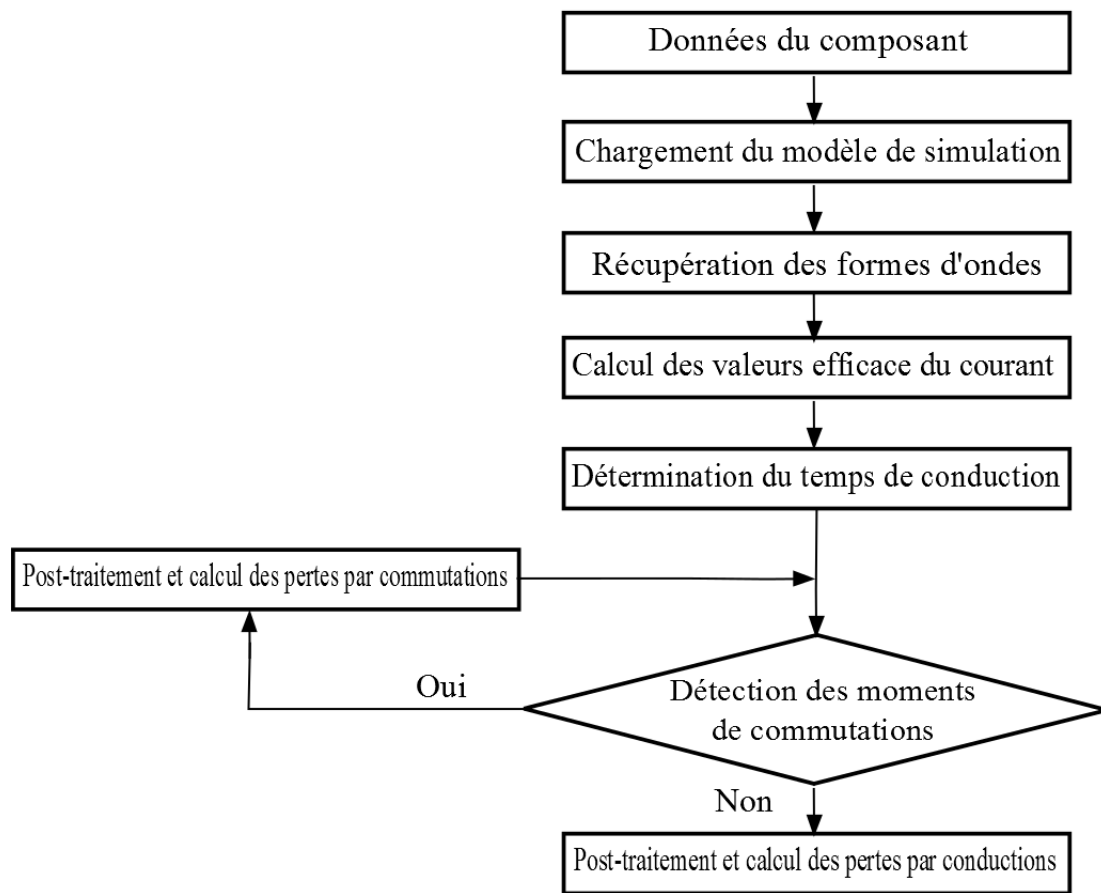 Données du composant
Chargement du modèle de simulation
Récupération des formes d'ondes
Calcul des valeurs efficace du courant
Détermination du temps de conduction
Post-traitement et calcul des pertes par commutations
Oui
Détection des moments
de commutations
Non
Post-traitement et calcul des pertes par conductions